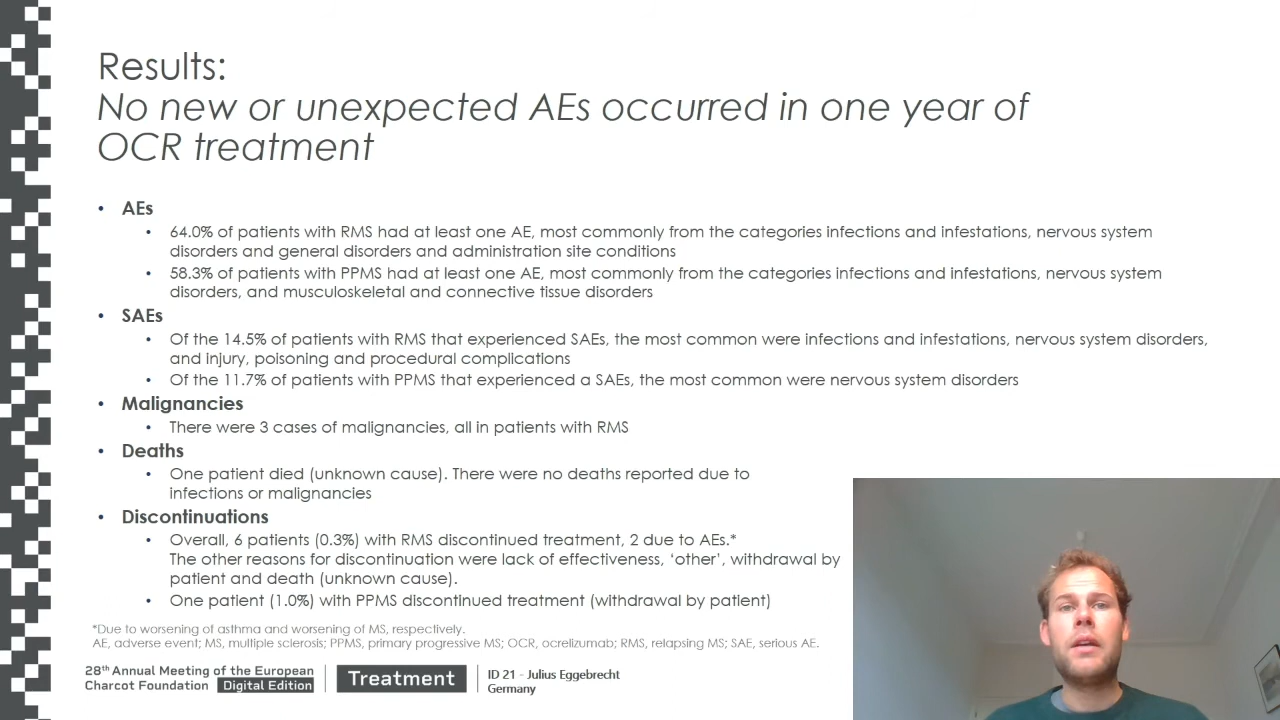 Results:
No new or unexpected AEs occurred in one year of
OCR treatment
• AEs
• 64.0% of patients with RMS had at least one AE, most commonly from the categories infections and infestations, nervous system
disorders and general disorders and administration site conditions
• 58.3% of patients with PPMS had at least one AE, most commonly from the categories infections and infestations, nervous system
disorders, and musculoskeletal and connective tissue disorders
• SAEs
• Of the 14.5% of patients with RMS that experienced SAEs, the most common were infections and infestations, nervous system disorders,
and injury, poisoning and procedural complications
• Of the 11.7% of patients with PPMS that experienced a SAEs, the most common were nervous system disorders
• Malignancies
• There were 3 cases of malignancies, all in patients with RMS
• Deaths
• One patient died (unknown cause). There were no deaths reported due to
infections or malignancies
• Discontinuations
• Overall, 6 patients (0.3%) with RMS discontinued treatment, 2 due to AEs.*
The other reasons for discontinuation were lack of effectiveness, ‘other’, withdrawal by
patient and death (unknown cause).
• One patient (1.0%) with PPMS discontinued treatment (withdrawal by patient)
*Due to worsening of asthma and worsening of MS, respectively.
AE, adverse event; MS, multiple sclerosis; PPMS, primary progressive MS; OCR, ocrelizumab; RMS, relapsing MS; SAE, serious AE.
28th Annual Meeting of the European
Charcot Foundation Digital Edition
Treatment
ID 21 - Julius Eggebrecht
Germany